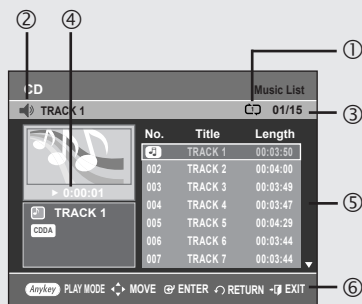 ② ④ ①
CD Music List
TRACK 1 01/15 ③
No. Title Length
TRACK 1 00:03:50
002 TRACK 2 00:04:00
003 TRACK 3 00:03:49
004 TRACK 4 00:03:47
005 TRACK 5 00:04:29
006 TRACK 6 00:03:44
007 TRACK 7 00:03:44
0:00:01
TRACK 1
CDDA
⑤
Anykey PLAY MODE MOVE ENTER RETURN EXIT ⑥